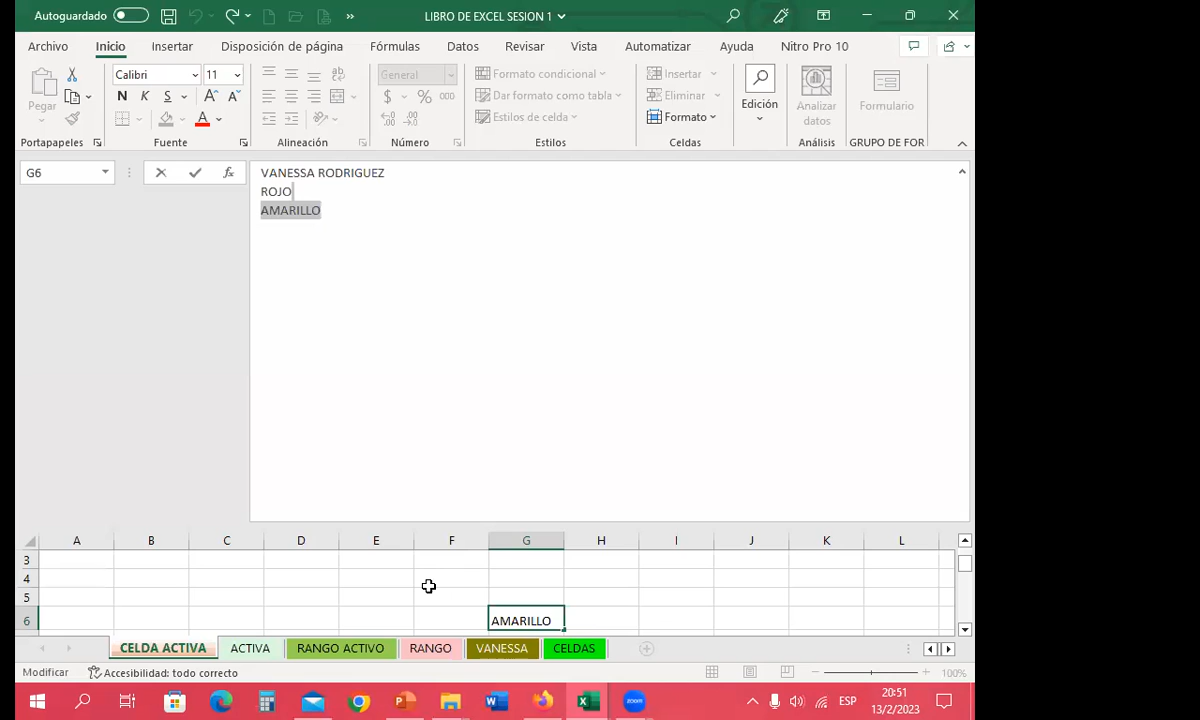 Autoguardado
LIBRO DE EXCEL SESION 1
Archivo Inicio Insertar Disposición de página Fórmulas Datos Revisar Vista Automatizar Ayuda Nitro Pro 10
Pegar
Calibri 11
N K S A A
A
ab
General
$ % 000
Formato condicional
Dar formato como tabla
Estilos de celda
Insertar
Eliminar
Formato
Edición
Analizar datos
Formulario
Portapapeles Fuente Alineación Número Estilos Celdas Análisis GRUPO DE FOR
G6 fx
VANESSA RODRIGUEZ
ROJO
AMARILLO
A B C D E F G H I J K L
3
4
5
6 AMARILLO
CELDA ACTIVA ACTIVA RANGO ACTIVO RANGO VANESSA CELDAS
Modificar Accesibilidad: todo correcto 100%
zoom ESP 20:51
13/2/2023